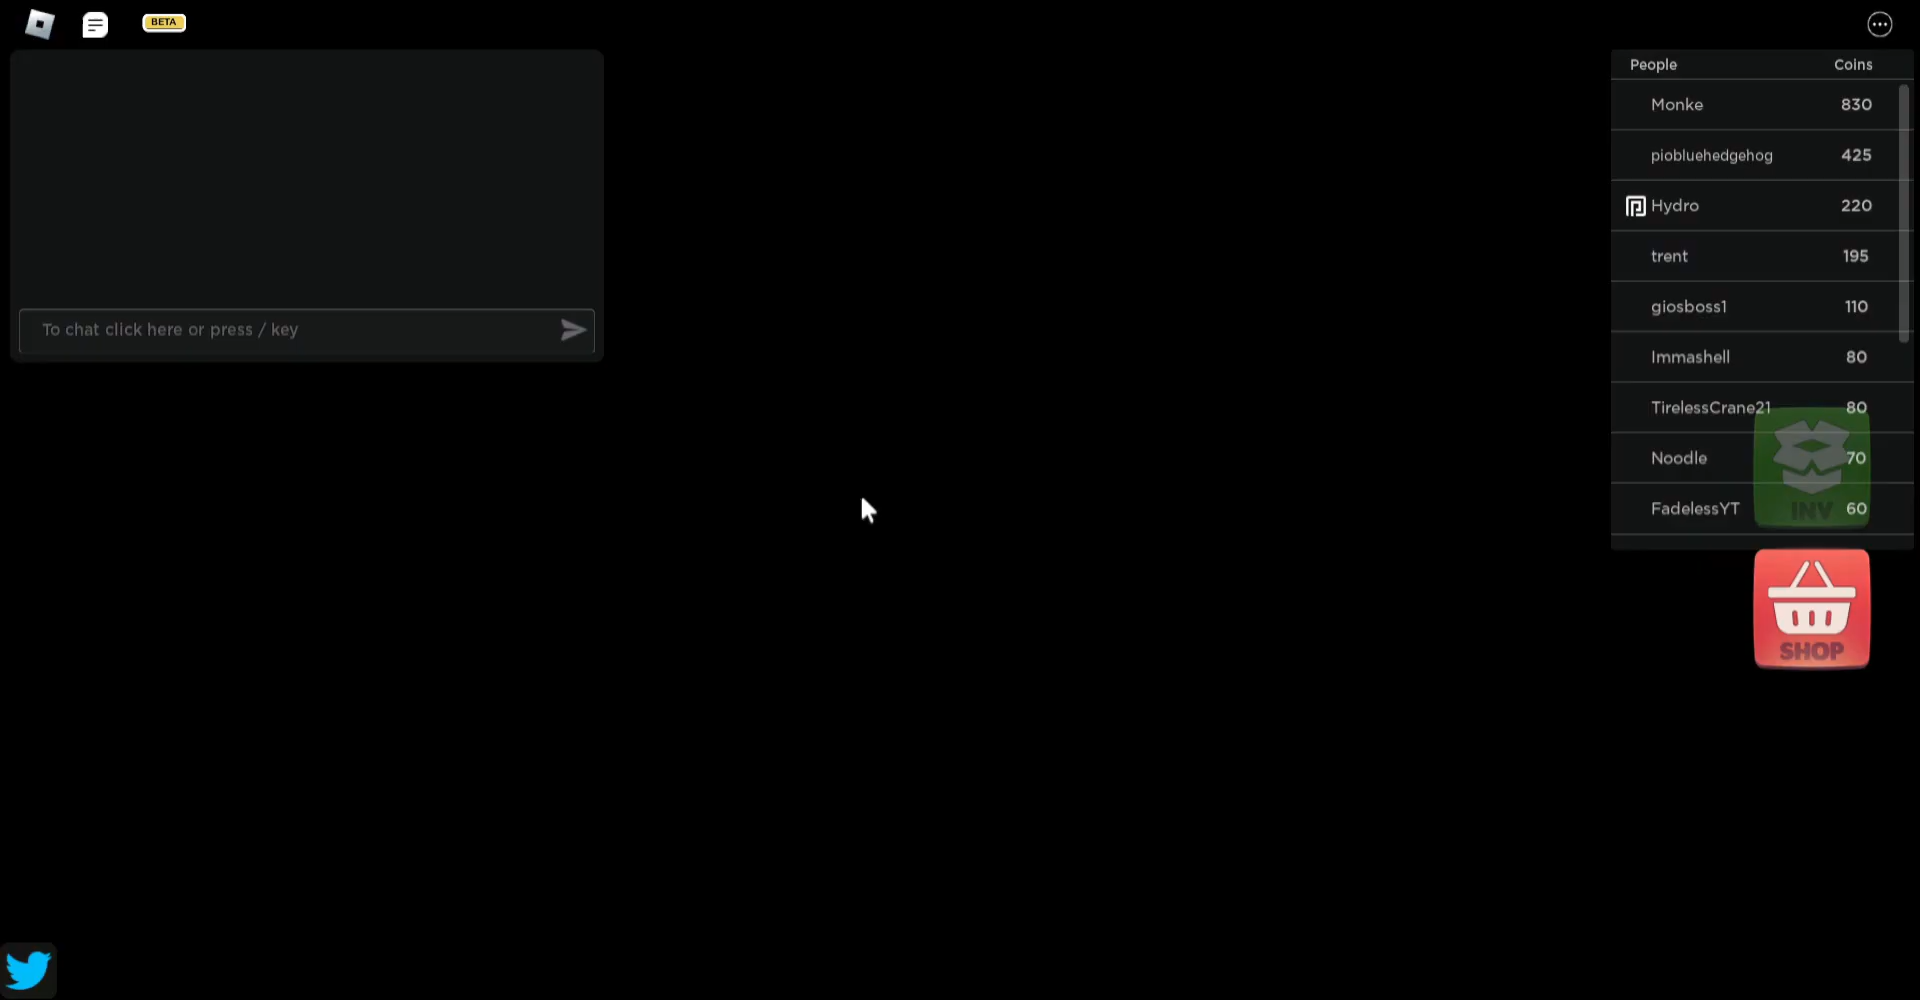 BETA
People Coins
Monke 830
piobluehedgehog 425
Hydro 220
trent 195
giosboss1 110
Immashell 80
TirelessCrane21 80
Noodle 70
FadelessYT 60
INV
SHOP
To chat click here or press / key